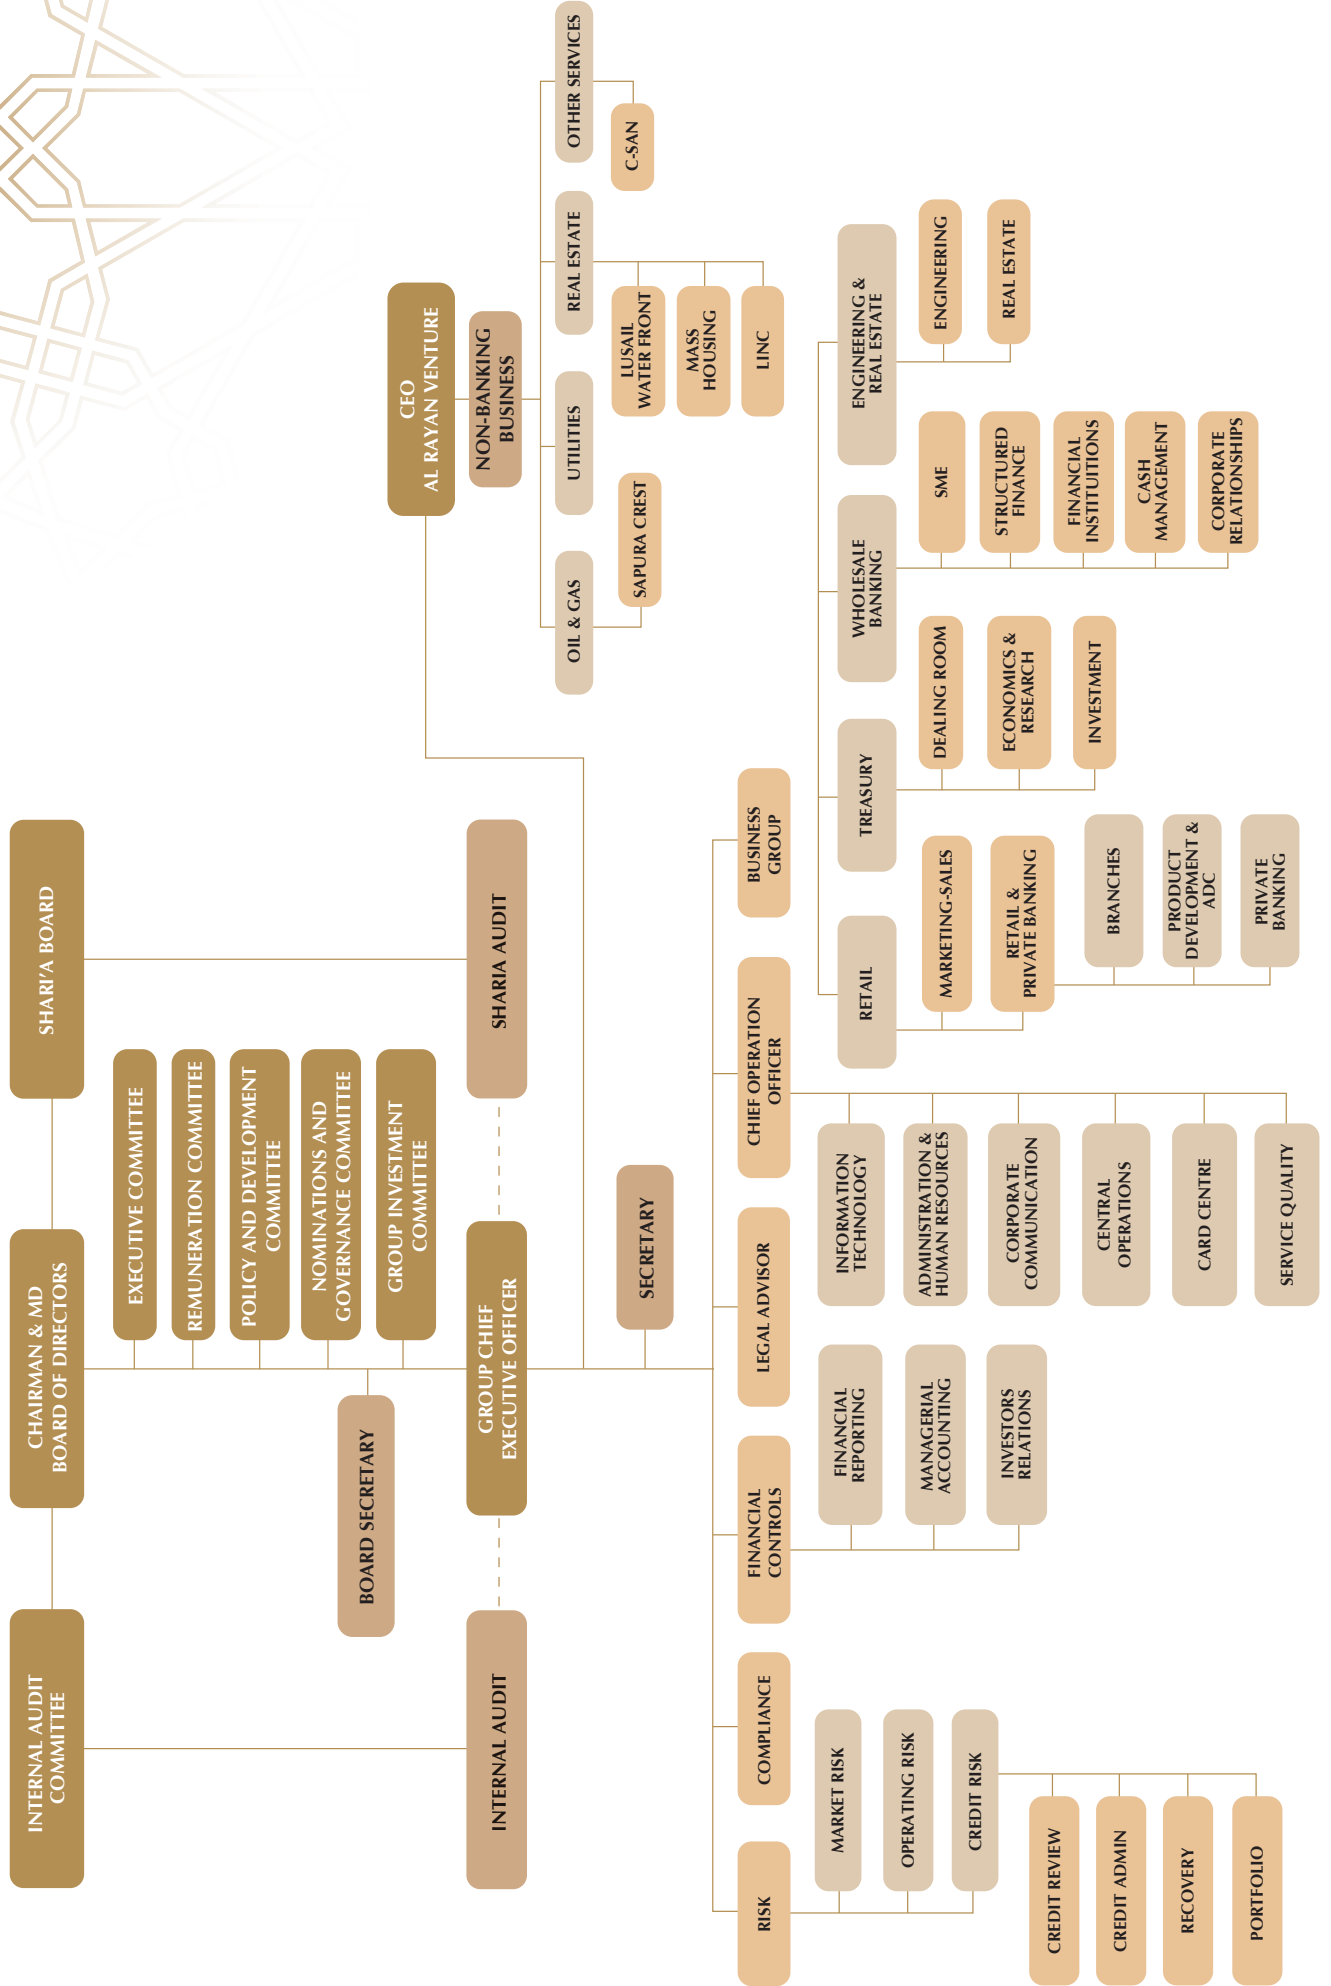 INTERNAL AUDIT
COMMITTEE
CHAIRMAN & MD
BOARD OF DIRECTORS
SHARI'A BOARD
EXECUTIVE COMMITTEE
REMUNERATION COMMITTEE
POLICY AND DEVELOPMENT
COMMITTEE
NOMINATIONS AND
GOVERNANCE COMMITTEE
GROUP INVESTMENT
COMMITTEE
BOARD SECRETARY
INTERNAL AUDIT
GROUP CHIEF
EXECUTIVE OFFICER
SHARIA AUDIT
CEO
AL RAYAN VENTURE
NON-BANKING
BUSINESS
OIL & GAS
UTILITIES
REAL ESTATE
OTHER SERVICES
SAPURA CREST
LUSAIL
WATER FRONT
MASS
HOUSING
LINC
C-SAN
SECRETARY
RISK
COMPLIANCE
FINANCIAL
CONTROLS
LEGAL ADVISOR
CHIEF OPERATION
OFFICER
BUSINESS
GROUP
MARKET RISK
OPERATING RISK
CREDIT RISK
CREDIT REVIEW
CREDIT ADMIN
RECOVERY
PORTFOLIO
FINANCIAL
REPORTING
MANAGERIAL
ACCOUNTING
INVESTORS
RELATIONS
INFORMATION
TECHNOLOGY
ADMINISTRATION &
HUMAN RESOURCES
CORPORATE
COMMUNICATION
CENTRAL
OPERATIONS
CARD CENTRE
SERVICE QUALITY
RETAIL
TREASURY
WHOLESALE
BANKING
ENGINEERING &
REAL ESTATE
MARKETING-SALES
RETAIL &
PRIVATE BANKING
BRANCHES
PRODUCT
DEVELOPMENT &
ADC
PRIVATE
BANKING
DEALING ROOM
ECONOMICS &
RESEARCH
INVESTMENT
SME
STRUCTURED
FINANCE
FINANCIAL
INSTITUITIONS
CASH
MANAGEMENT
CORPORATE
RELATIONSHIPS
ENGINEERING
REAL ESTATE